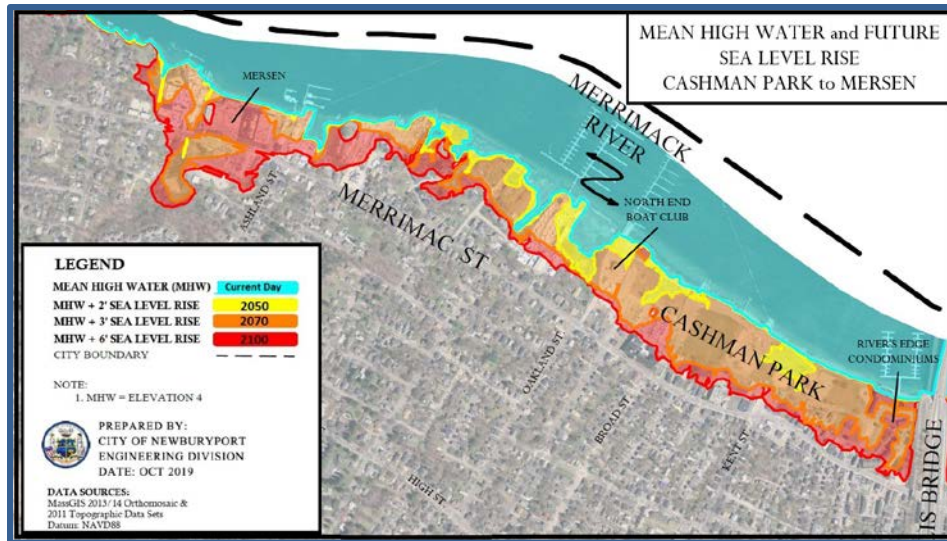 MEAN HIGH WATER and FUTURE
SEA LEVEL RISE
CASHMAN PARK to MERSEN
MERSEN
MERRIMACK
RIVER
NORTH END
BOAT CLUB
ASHLAND ST
MERRIMAC ST
CASHMAN PARK
RIVER'S EDGE
CONDOMINIUMS
OAKLAND ST
BROAD ST
KENT ST
HIGH ST
IS BRIDGE
LEGEND
MEAN HIGH WATER (MHW) Current Day
MHW + 2' SEA LEVEL RISE 2050
MHW + 3' SEA LEVEL RISE 2070
MHW + 6' SEA LEVEL RISE 2100
CITY BOUNDARY
NOTE:
1. MHW = ELEVATION 4
PREPARED BY:
CITY OF NEWBURYPORT
ENGINEERING DIVISION
DATE: OCT 2019
DATA SOURCES:
MassGIS 2013/14 Orthomosaic &
2011 Topographic Data Sets
Datum: NAVD88